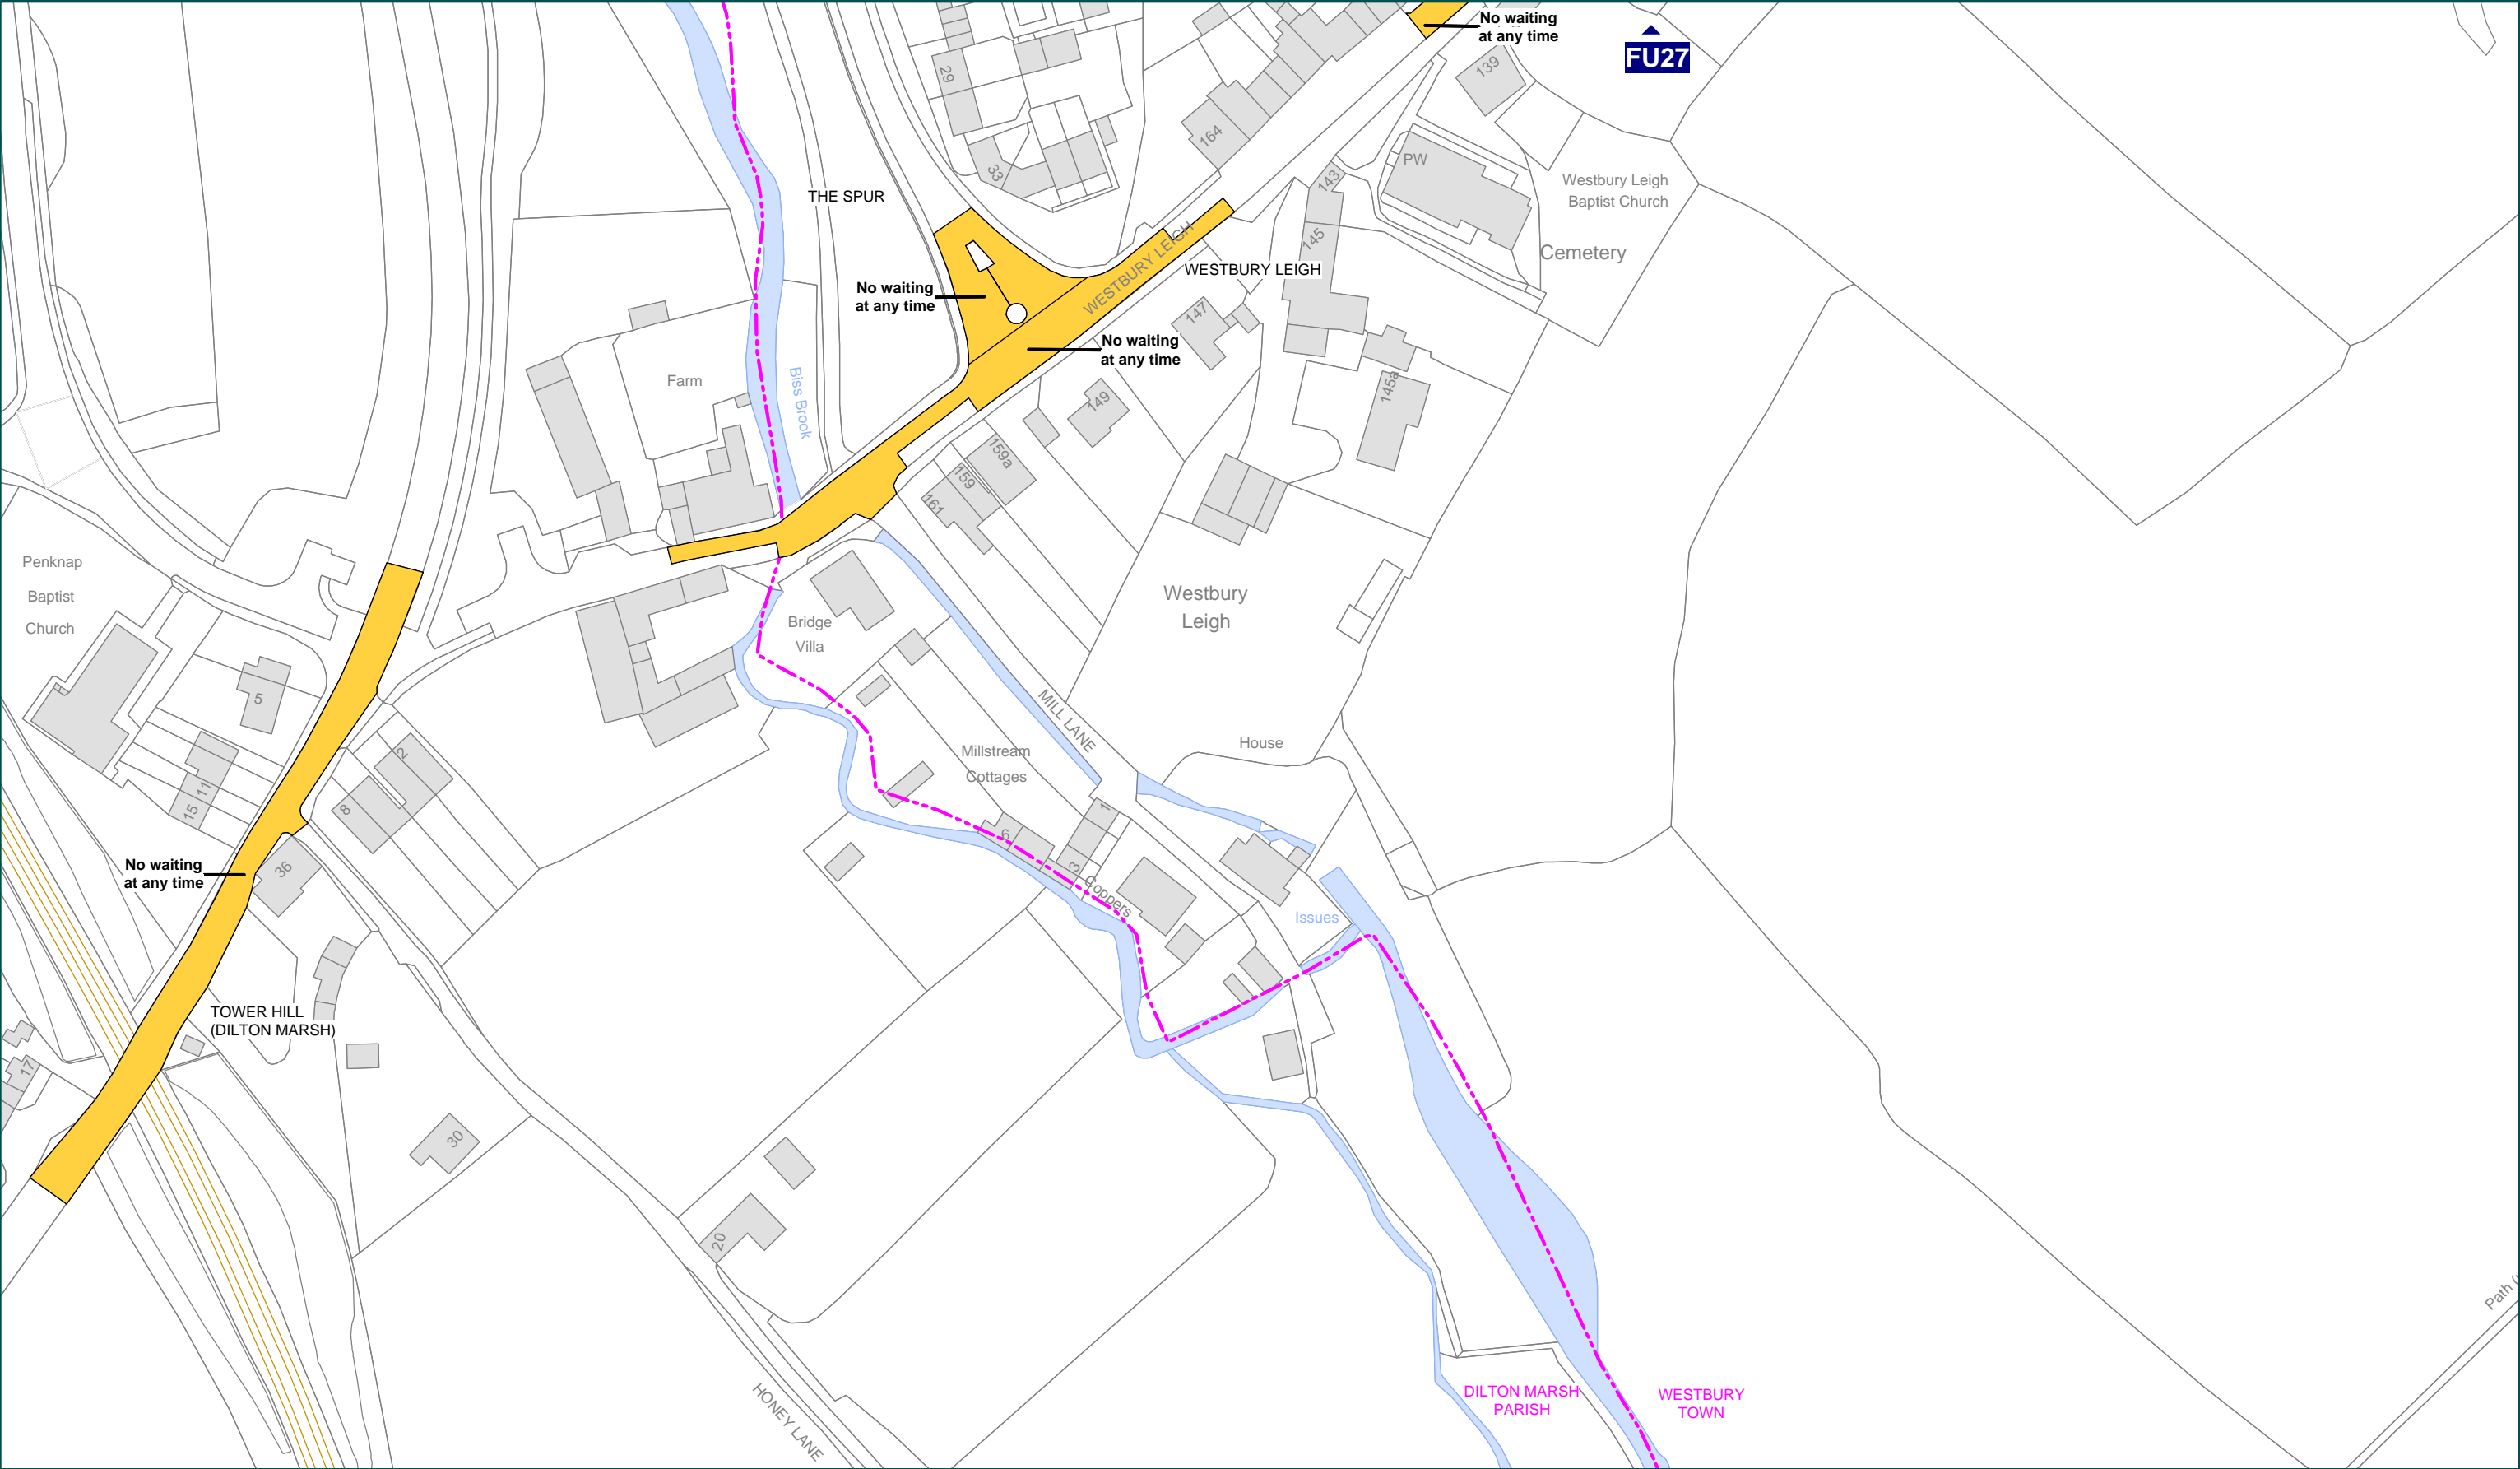 No waiting
at any time
FU27
139
29
164
33
PW
143
Westbury Leigh
Baptist Church
THE SPUR
145
WESTBURY LEIGH
Cemetery
WESTBURY LEIGH
No waiting
at any time
147
No waiting
at any time
Farm
Biss Brook
149
145a
159a
159
161
Penknap
Baptist
Church
Westbury
Leigh
Bridge
Villa
5
MILL LANE
House
Millstream
Cottages
2
11
15
8
1
6
3
36
No waiting
at any time
Coppers
Issues
TOWER HILL
(DILTON MARSH)
17
30
20
HONEY LANE
DILTON MARSH
PARISH
WESTBURY
TOWN
Path